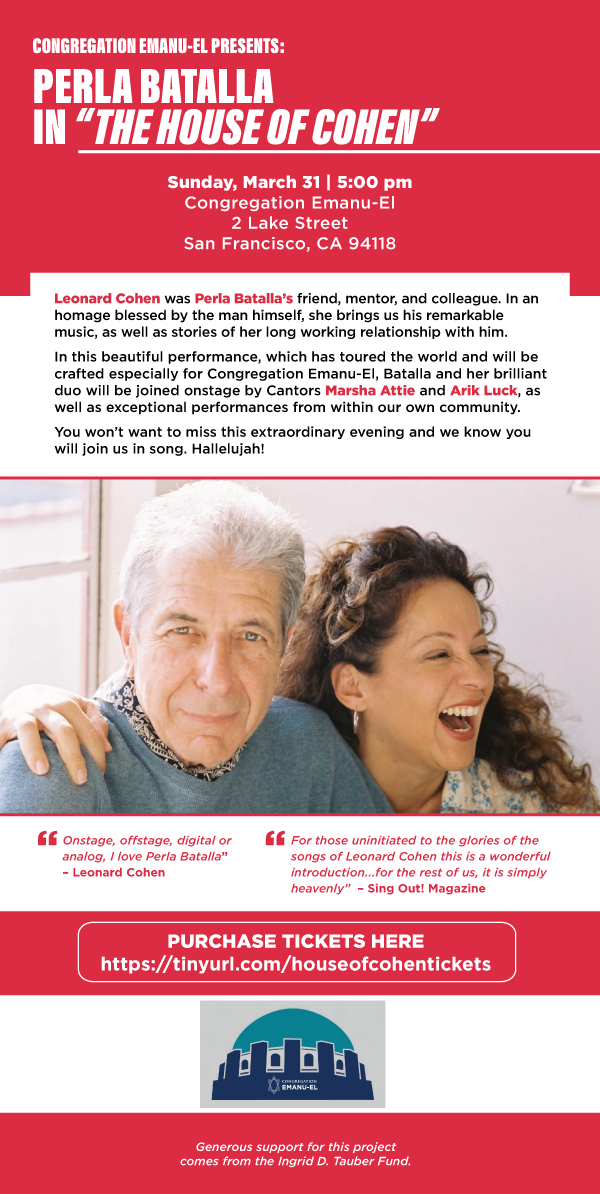 CONGREGATION EMANU-EL PRESENTS:
PERLA BATALLA
IN "THE HOUSE OF COHEN"
Sunday, March 31 | 5:00 pm
Congregation Emanu-El
2 Lake Street
San Francisco, CA 94118
Leonard Cohen was Perla Batalla's friend, mentor, and colleague. In an
homage blessed by the man himself, she brings us his remarkable
music, as well as stories of her long working relationship with him.
In this beautiful performance, which has toured the world and will be
crafted especially for Congregation Emanu-El, Batalla and her brilliant
duo will be joined onstage by Cantors Marsha Attie and Arik Luck, as
well as exceptional performances from within our own community.
You won't want to miss this extraordinary evening and we know you
will join us in song. Hallelujah!
“Onstage, offstage, digital or
analog, I love Perla Batalla”
– Leonard Cohen
“For those uninitiated to the glories of the
songs of Leonard Cohen this is a wonderful
introduction...for the rest of us, it is simply
heavenly” – Sing Out! Magazine
PURCHASE TICKETS HERE
https://tinyurl.com/houseofcohentickets
CONGREGATION
EMANU-EL
Generous support for this project
comes from the Ingrid D. Tauber Fund.